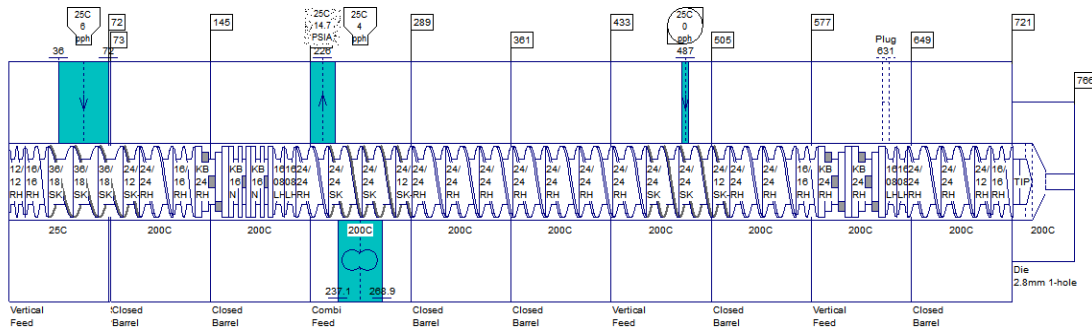 25C
6
pph
72
73
145
25C
14.7
PSIA
25C
4
pph
289
361
433
25C
0
pph
505
577
Plug
631
649
721
766
36
72
226
487
12/
12
RH
16/
16
RH
36/
18
SK
36/
18
SK
36/
18
SK
24/
12
SK
24/
24
RH
16/
16
RH
KB
24
RH
KB
16
N
KB
16
N
16
08
LH
16
08
LH
24/
24
RH
24/
24
SK
24/
24
SK
24/
12
SK
24/
24
RH
24/
24
RH
24/
24
RH
24/
24
RH
24/
24
RH
24/
24
SK
24/
24
SK
24/
12
SK
24/
24
RH
24/
24
RH
16/
16
RH
KB
24
RH
KB
24
RH
16
08
LH
16
08
LH
24/
24
RH
24/
24
RH
24/
12
RH
16/
16
RH
TIP
25C
200C
200C
200C
200C
200C
200C
200C
200C
200C
200C
237.1
268.9
Die
2.8mm 1-hole
Vertical
Feed
Closed
Barrel
Closed
Barrel
Combi
Feed
Closed
Barrel
Closed
Barrel
Vertical
Feed
Closed
Barrel
Vertical
Feed
Closed
Barrel